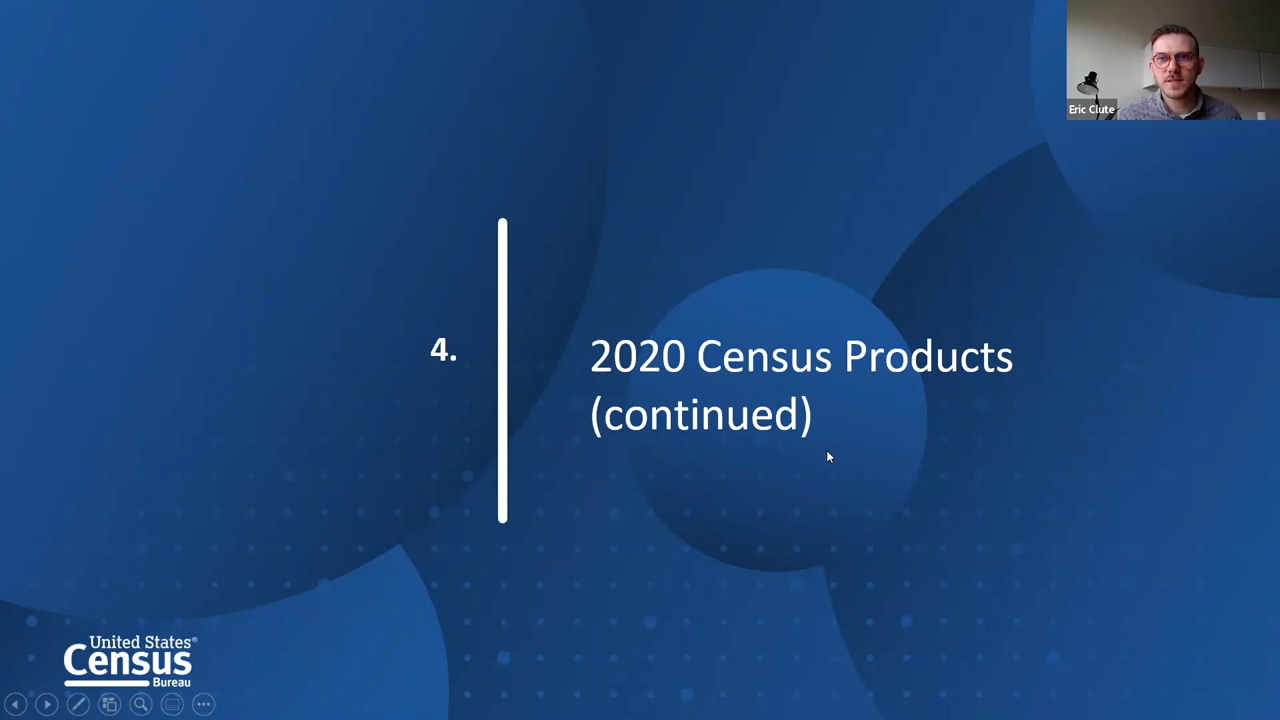 Eric Clute
4.
2020 Census Products
(continued)
United States®
Census
Bureau